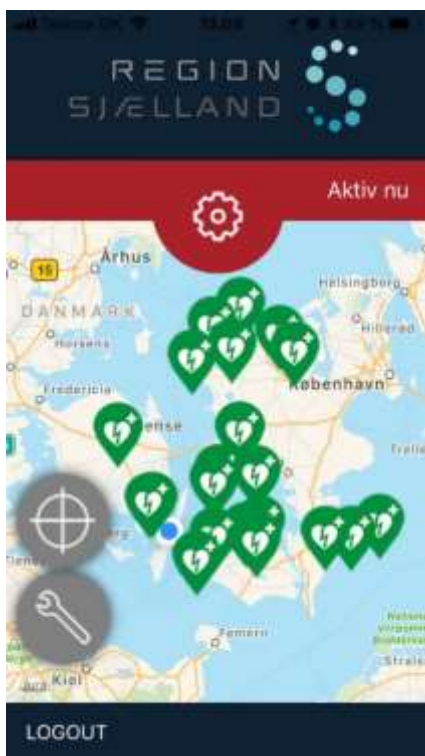 REGION
SJÆLLAND
Aktiv nu
15
Århus
Helsingborg
DANMARK
Hillerød
Horsens
København
Fredericia
ense
Trelle
Femern
Kiel
LOGOUT